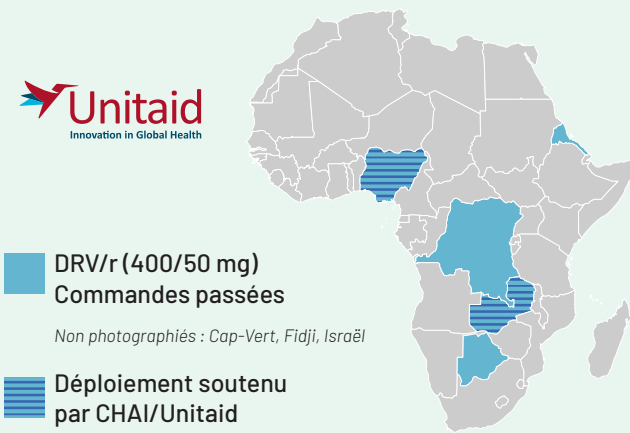 Unitaid
Innovation in Global Health
DRV/r (400/50 mg)
Commandes passées
Non photographiés : Cap-Vert, Fidji, Israël
Déploiement soutenu
par CHAI/Unitaid